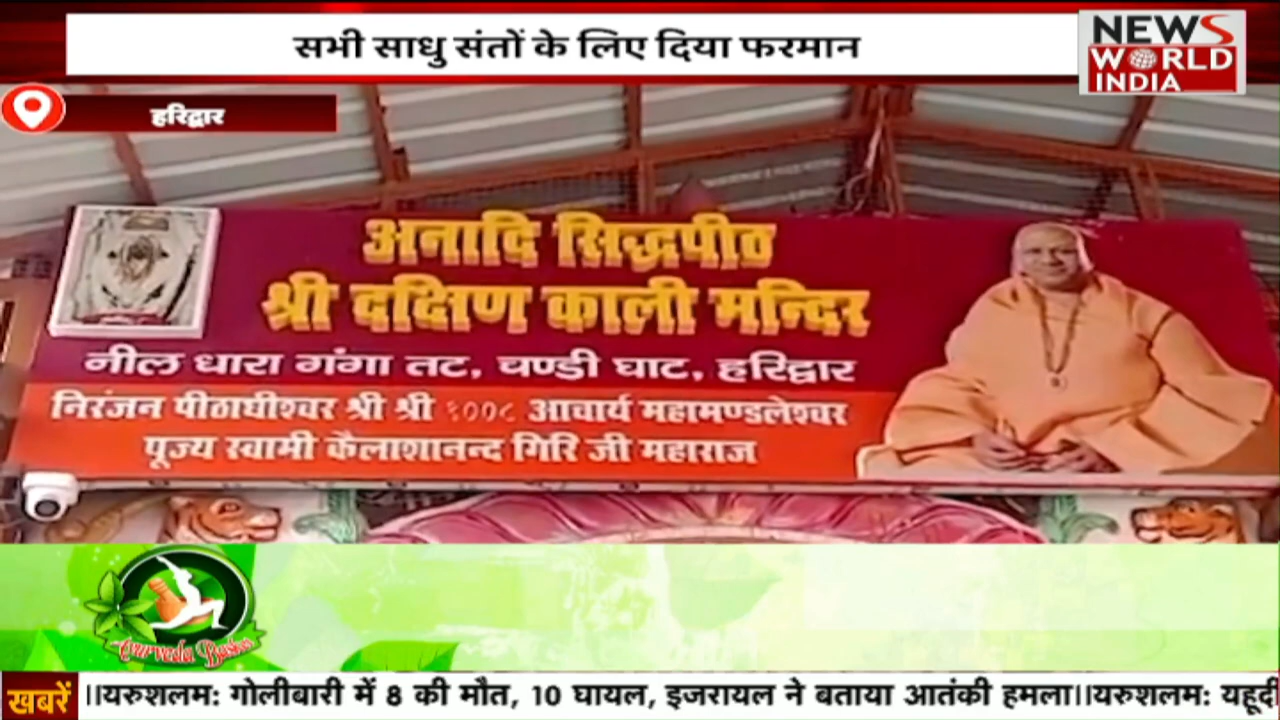 सभी साधु संतों के लिए दिया फरमान
NEWS
WORLD
INDIA
हरिद्वार
अनादि सिद्धपीठ
श्री दक्षिण काली मन्दिर
नील धारा गंगा तट, चण्डी घाट, हरिद्वार
निरंजन पीठाधीश्वर श्री श्री १००८ आचार्य महामण्डलेश्वर
पूज्य स्वामी कैलाशानन्द गिरि जी महाराज
खबरें ||यरुशलम: गोलीबारी में 8 की मौत, 10 घायल, इजरायल ने बताया आतंकी हमला||यरुशलम: यहूदी